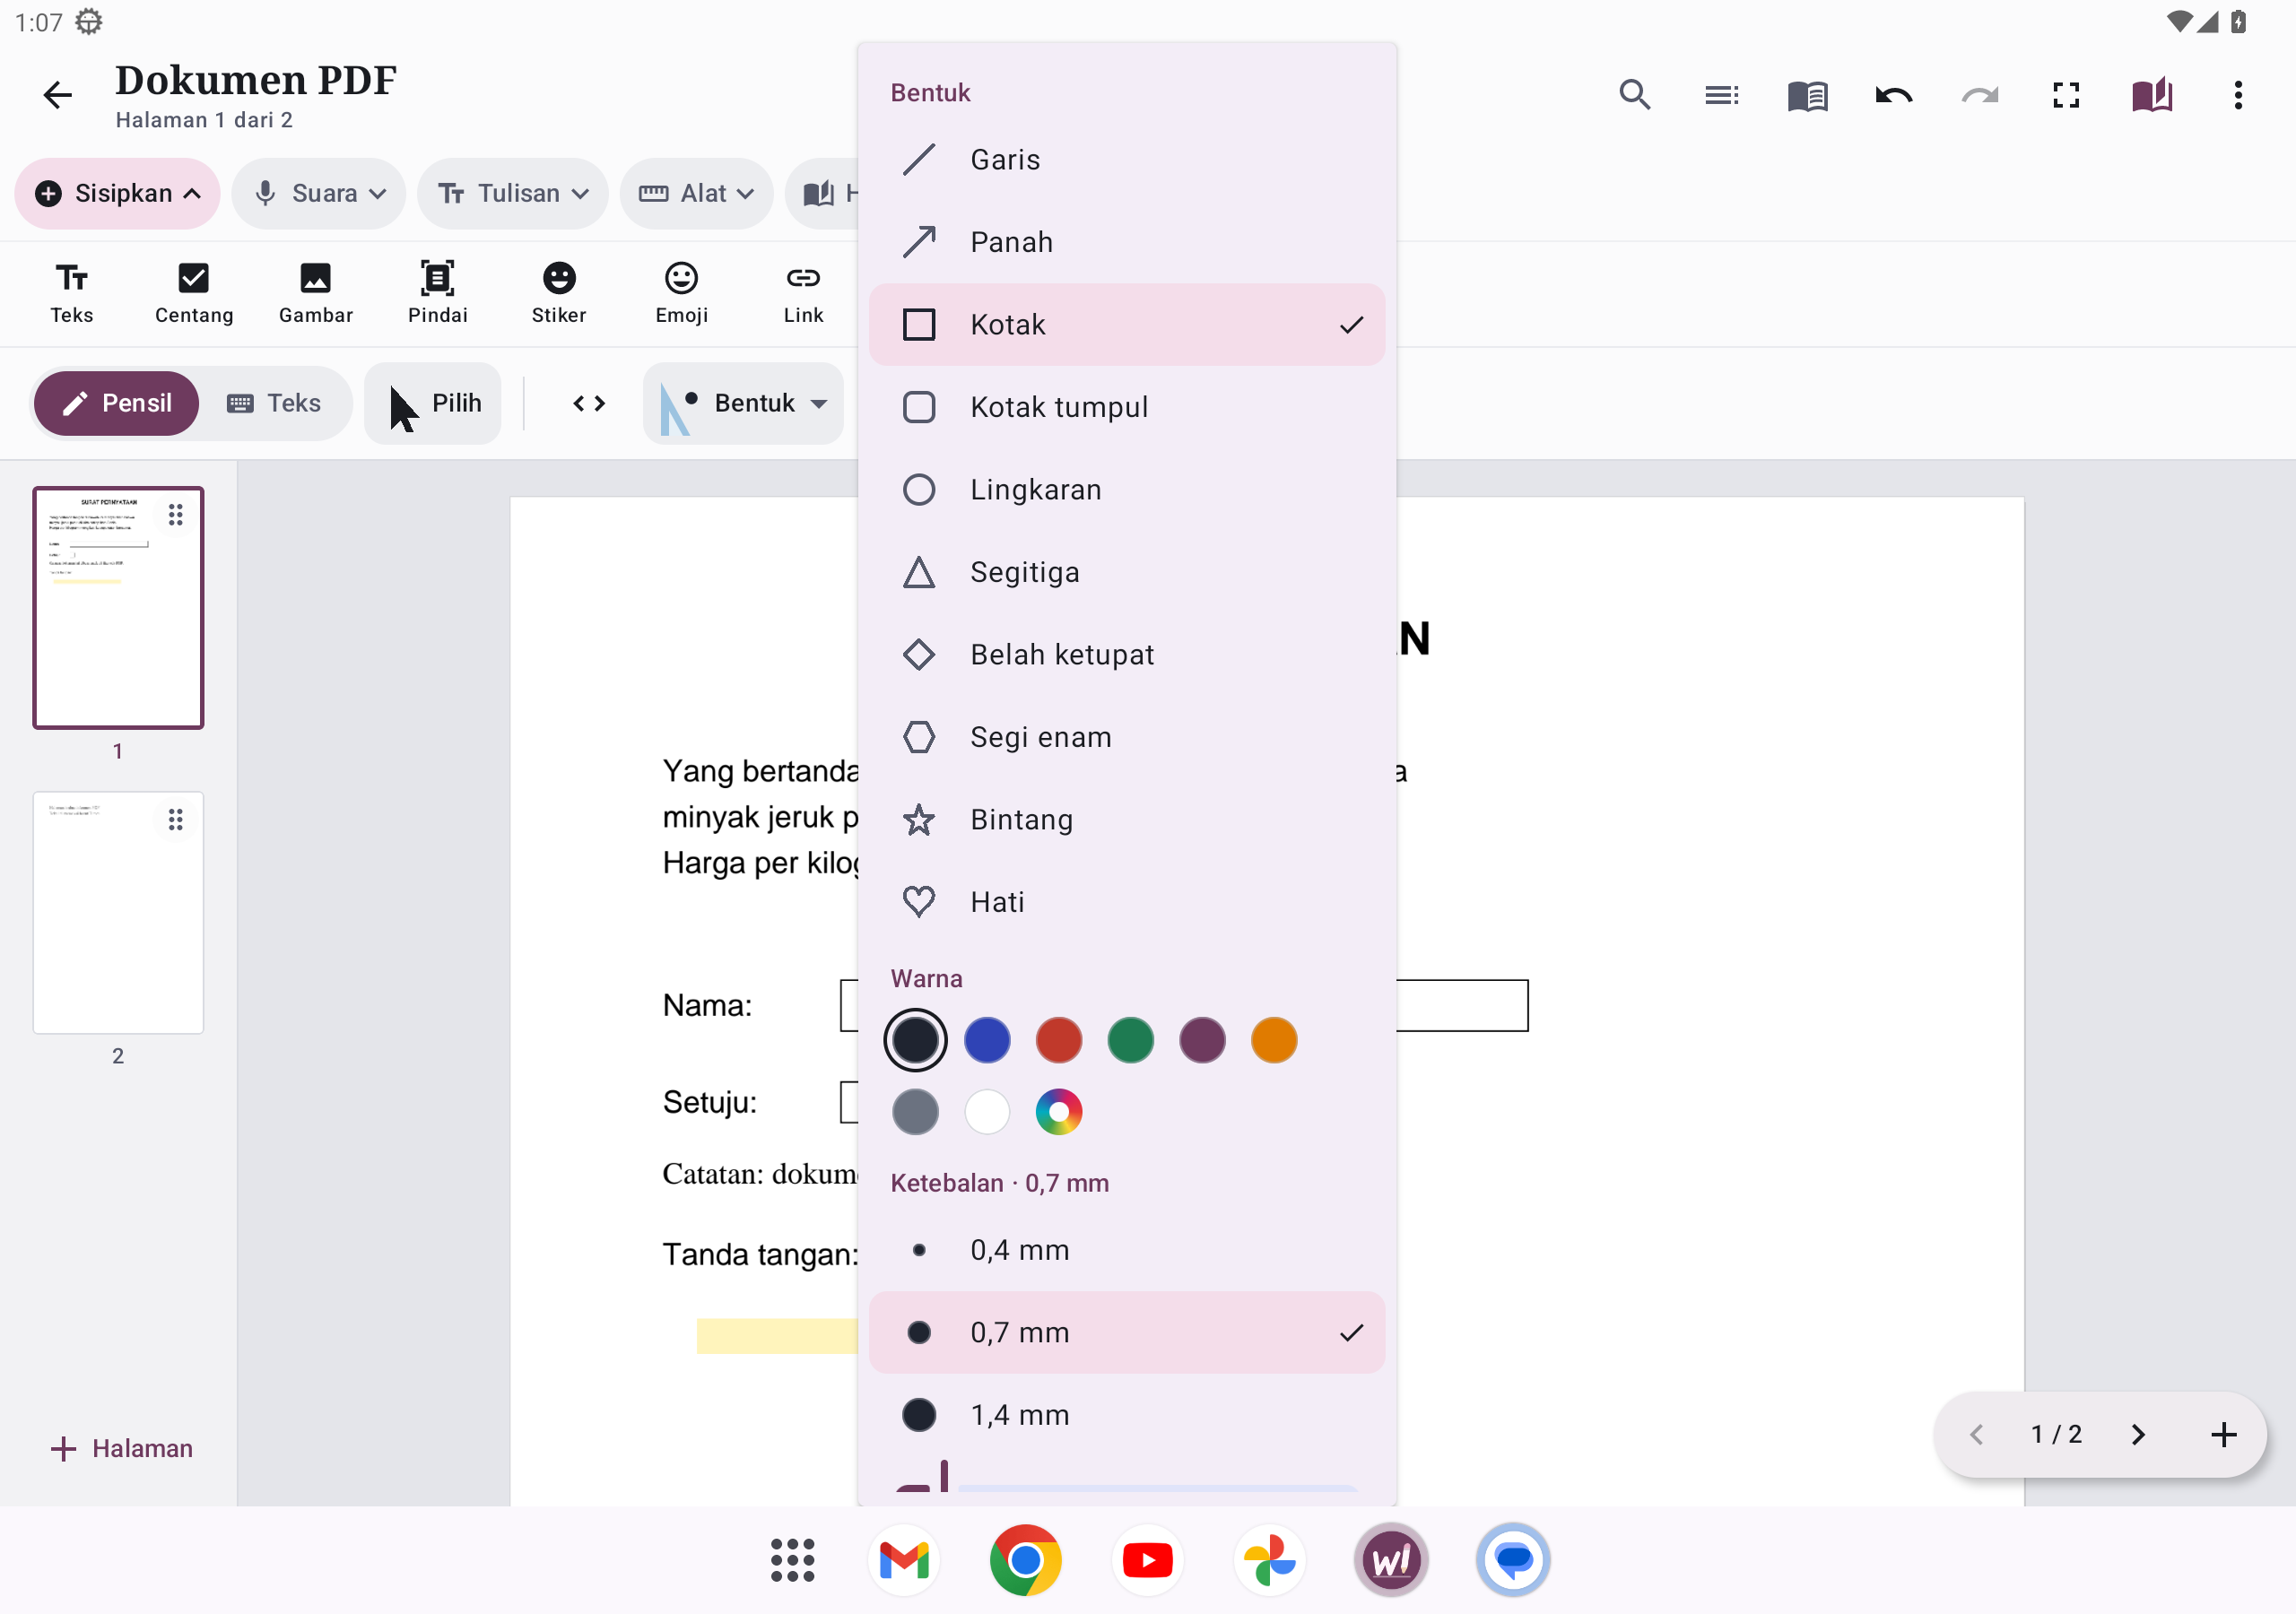 1:07
Dokumen PDF
Halaman 1 dari 2
Sisipkan
Suara
Tulisan
Alat
H
Teks
Centang
Gambar
Pindai
Stiker
Emoji
Link
Pensil
Teks
Pilih
Bentuk
Bentuk
Garis
Panah
Kotak
Kotak tumpul
Lingkaran
Segitiga
Belah ketupat
Segi enam
Bintang
Hati
Warna
Ketebalan · 0,7 mm
0,4 mm
0,7 mm
1,4 mm
SURAT PERNYATAAN
1
2
+ Halaman
N
Yang bertanda a
minyak jeruk p
Harga per kilog
Nama:
Setuju:
Catatan: dokum
Tanda tangan:
1 / 2